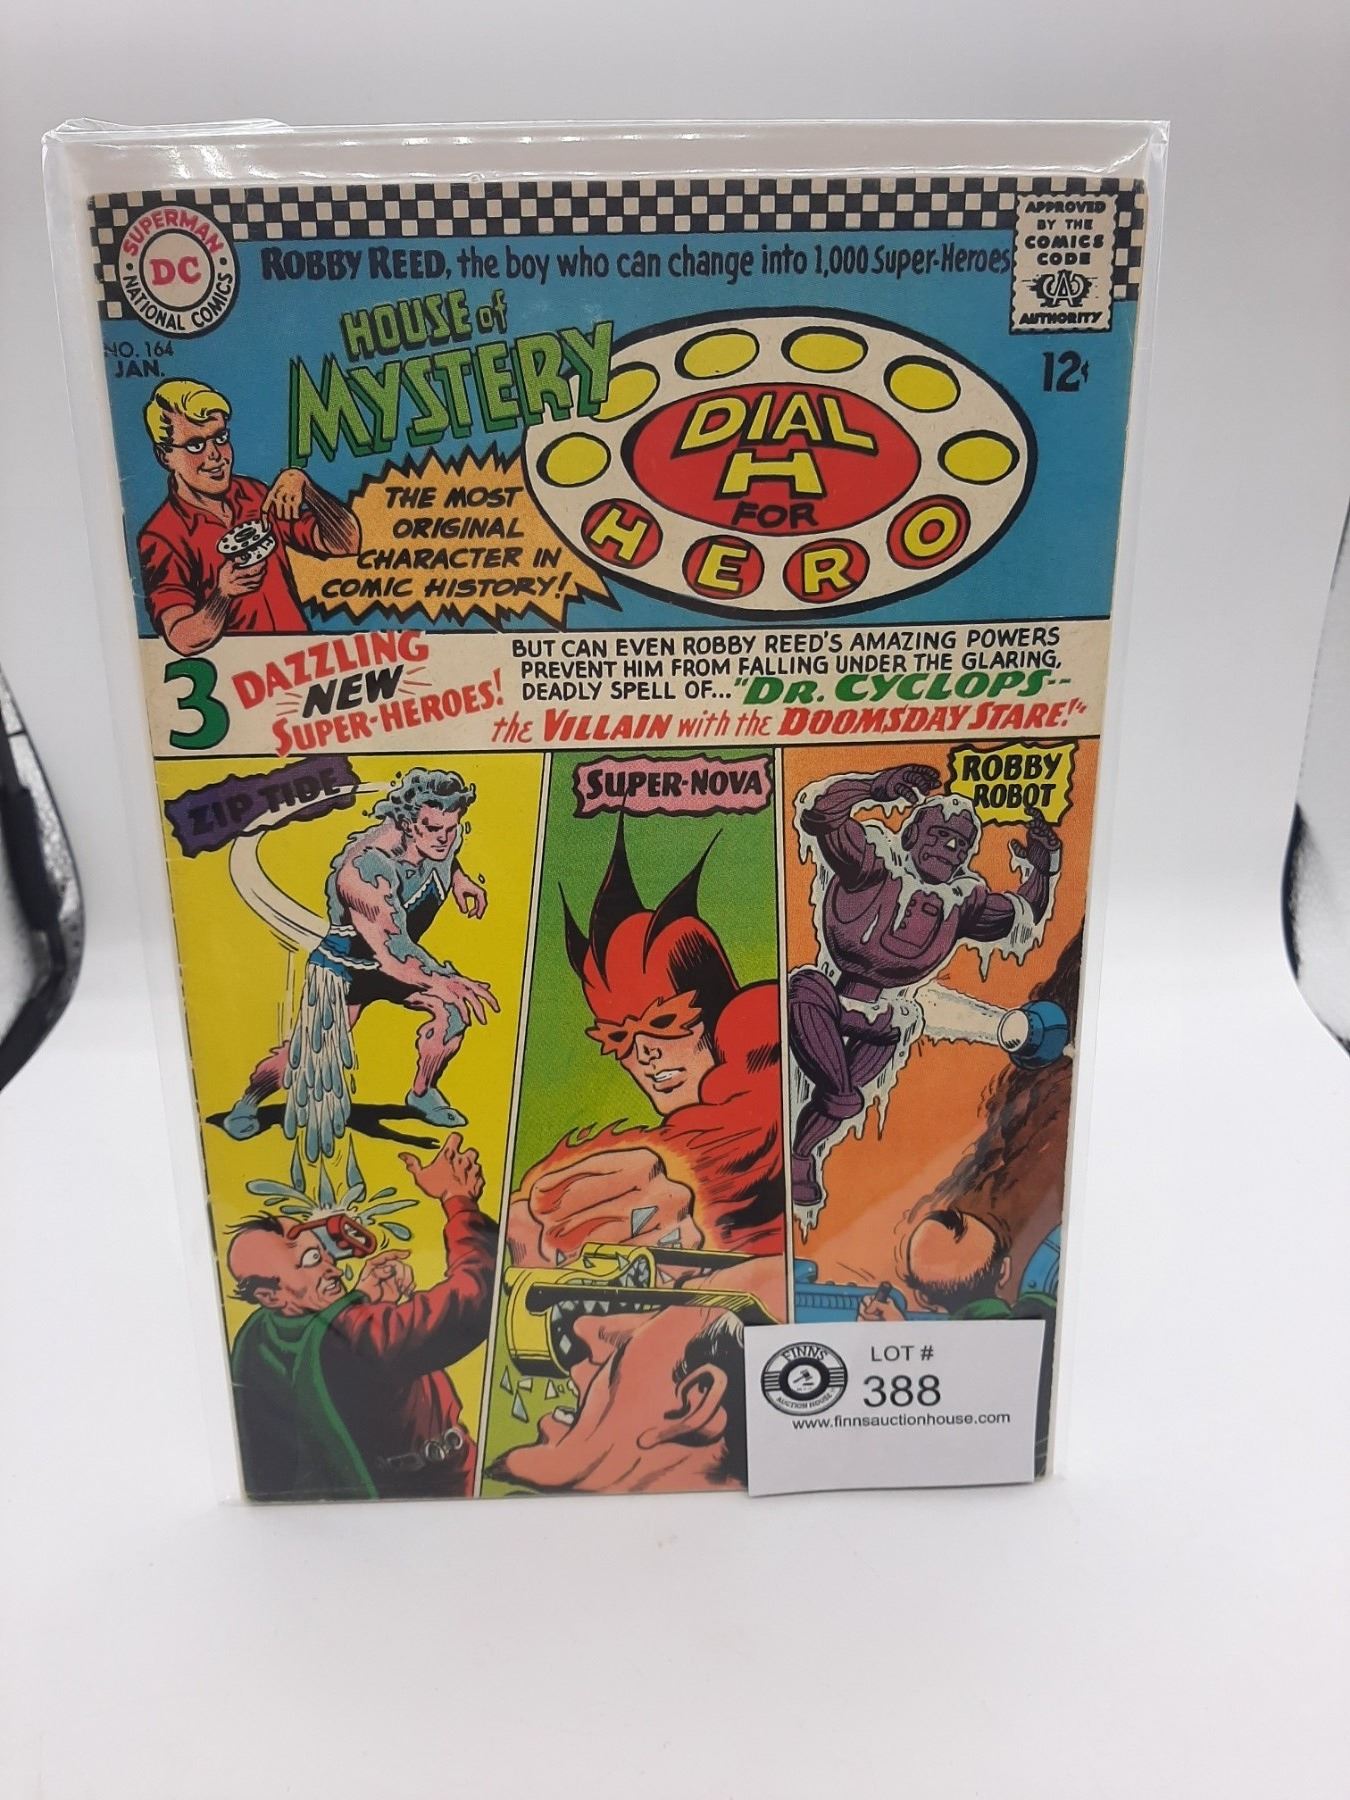 SUPERMAN
DC
NATIONAL COMICS
ROBBY REED, the boy who can change into 1,000 Super-Heroes
APPROVED
BY THE
COMICS
CODE
CA
AUTHORITY
NO. 164
JAN.
HOUSE of
MYSTERY
12¢
DIAL
H
FOR
HERO
THE MOST
ORIGINAL
CHARACTER IN
COMIC HISTORY!
3 DAZZLING
NEW
SUPER-HEROES!
BUT CAN EVEN ROBBY REED'S AMAZING POWERS
PREVENT HIM FROM FALLING UNDER THE GLARING,
DEADLY SPELL OF... "DR. CYCLOPS--
the VILLAIN with the DOOMSDAY STARE!"
ZIP TIDE
SUPER-NOVA
ROBBY
ROBOT
FINNS
AUCTION HOUSE
LOT #
388
www.finnsauctionhouse.com